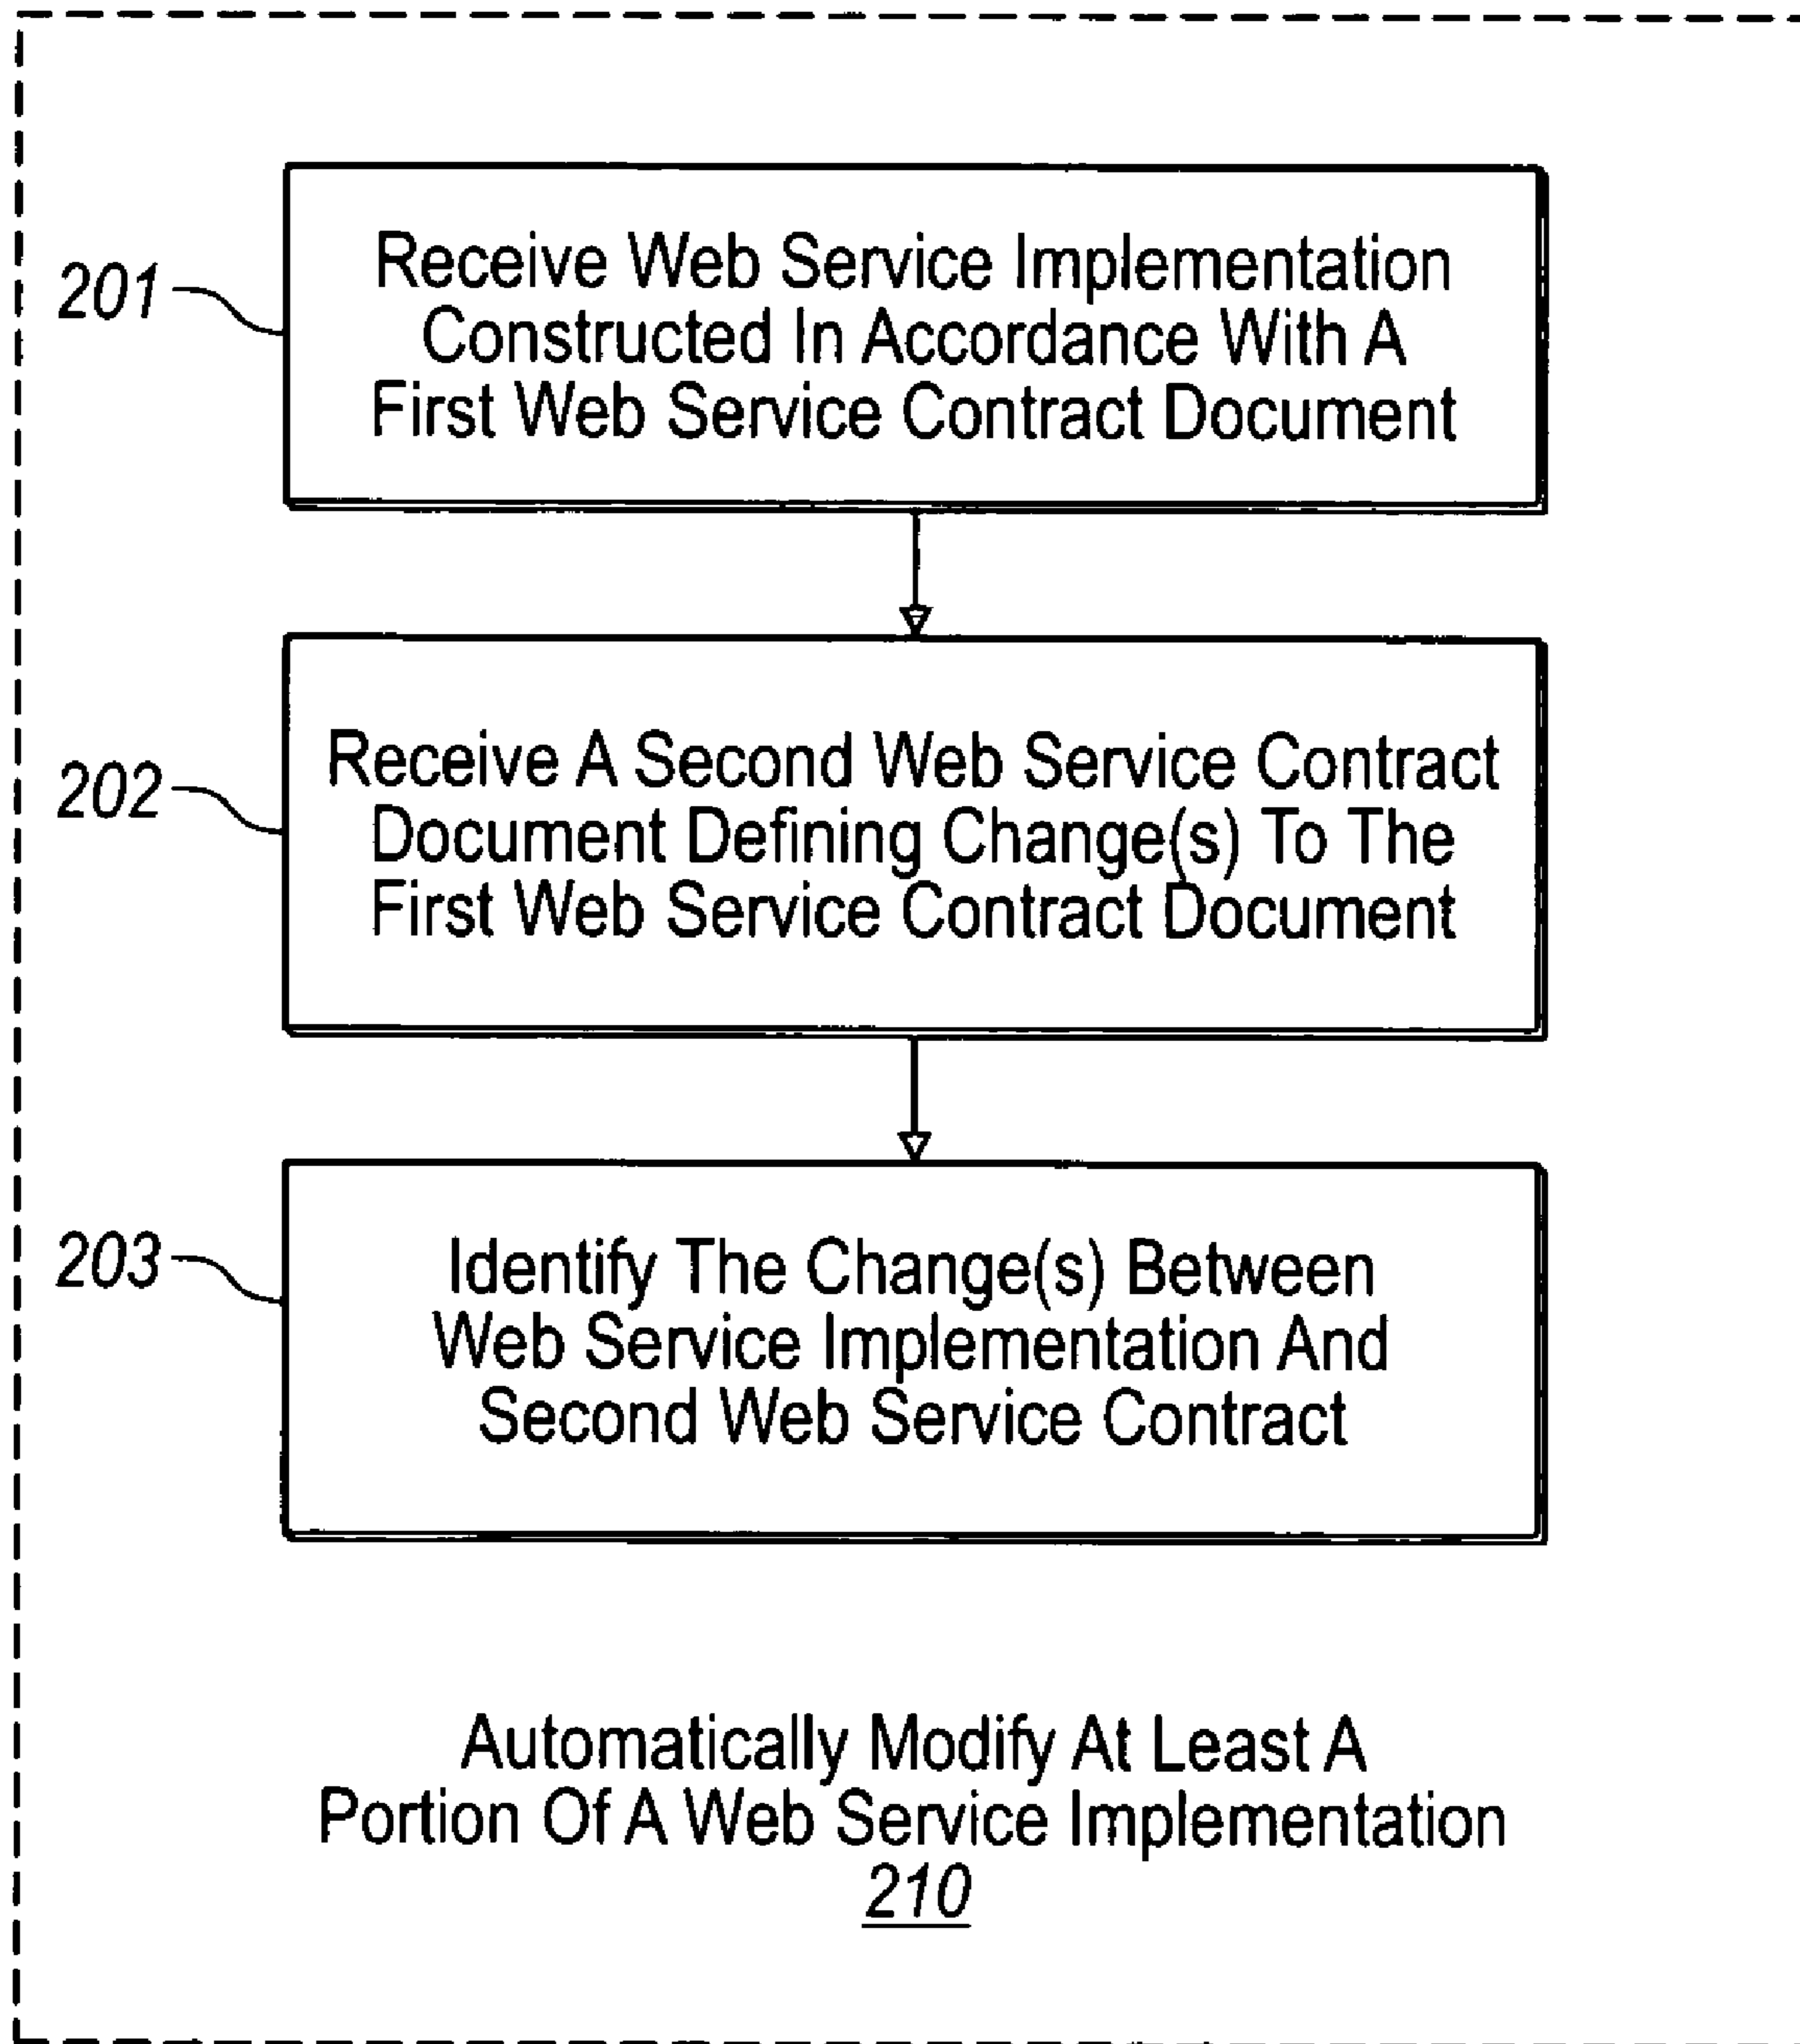 201
Receive Web Service Implementation
Constructed In Accordance With A
First Web Service Contract Document
202
Receive A Second Web Service Contract
Document Defining Change(s) To The
First Web Service Contract Document
203
Identify The Change(s) Between
Web Service Implementation And
Second Web Service Contract
Automatically Modify At Least A
Portion Of A Web Service Implementation
210